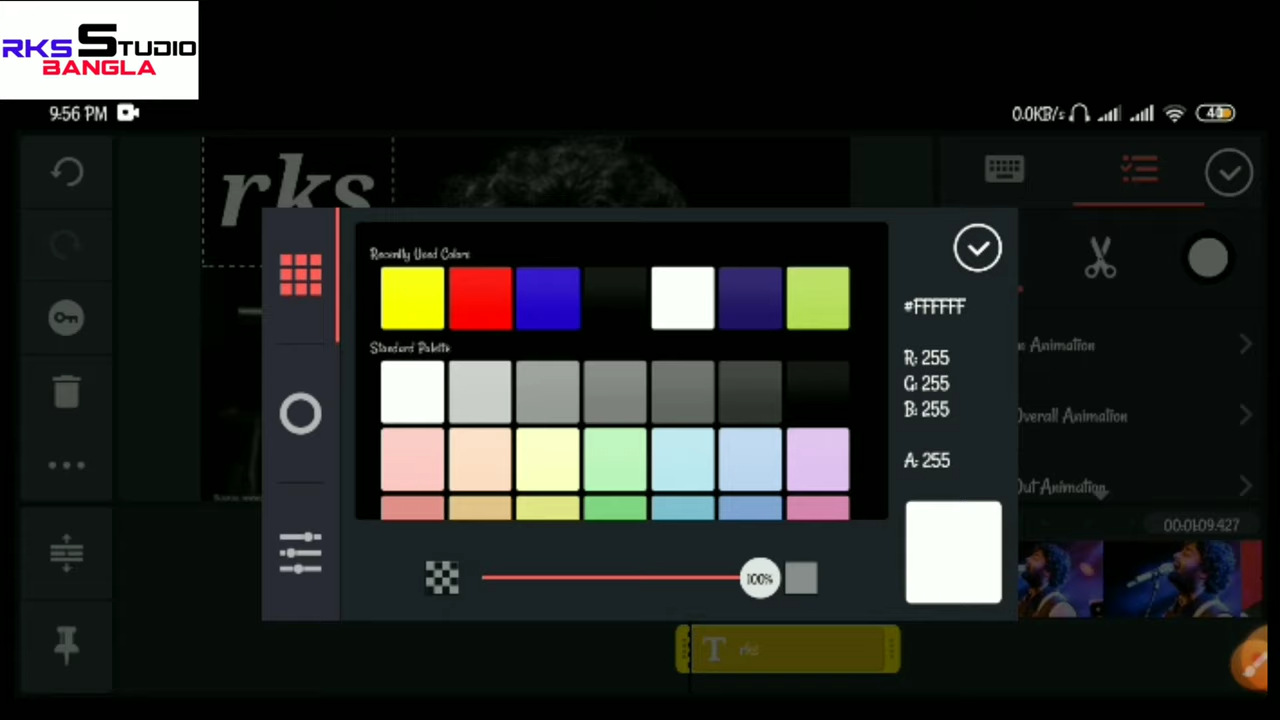 RKS STUDIO
BANGLA
9:56 PM
0.0KB/s
40
rks
Recently Used Colors
#FFFFFF
Standard Palette
R: 255
G: 255
B: 255
A: 255
Animation
Overall Animation
Out Animation
00:01:09.427
100%
T rks